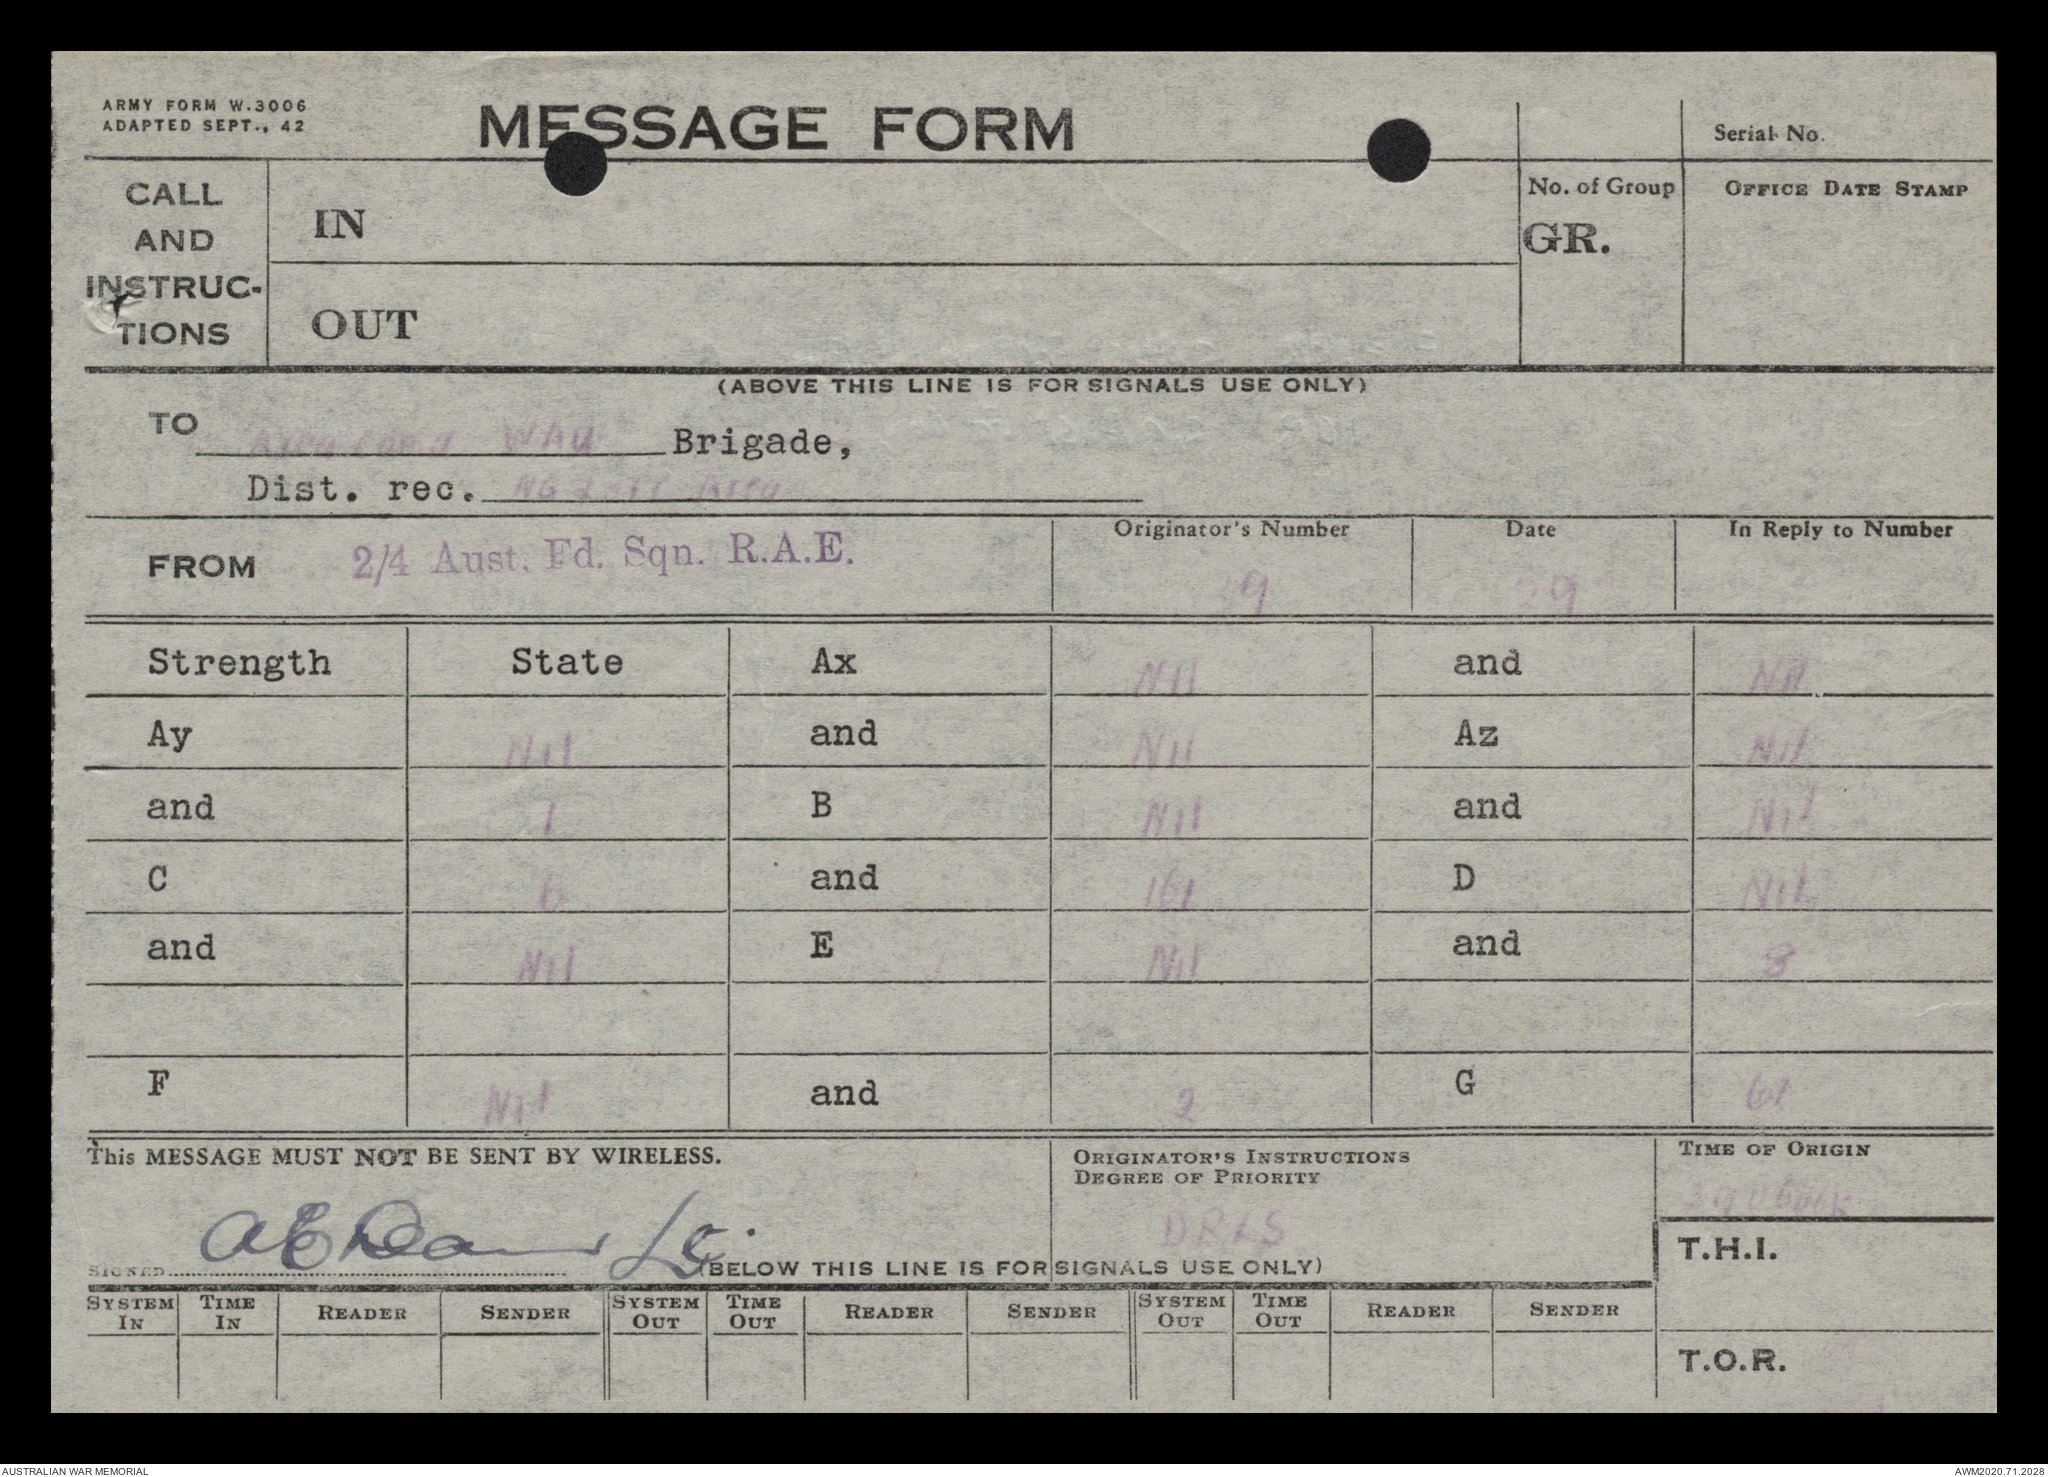 ARMY FORM W.3006
ADAPTED SEPT., 42
MESSAGE FORM
Serial No.
CALL
AND
INSTRUC-
TIONS
IN
OUT
No. of Group
GR.
OFFICE DATE STAMP
(ABOVE THIS LINE IS FOR SIGNALS USE ONLY)
TO WAU Brigade,
Dist. rec. NG Area
FROM 2/4 Aust. Fd. Sqn. R.A.E.
Originator's Number 9
Date 29
In Reply to Number
Strength State Ax Nil and Nil
Ay Nil and Nil Az Nil
and 1 B Nil and Nil
C 6 and 161 D Nil
and Nil E Nil and 8
F Nil and 2 G 61
This MESSAGE MUST NOT BE SENT BY WIRELESS.
SIGNED Lt.
ORIGINATOR'S INSTRUCTIONS
DEGREE OF PRIORITY
DRLS
TIME OF ORIGIN
T.H.I.
(BELOW THIS LINE IS FOR SIGNALS USE ONLY)
SYSTEM IN TIME IN READER SENDER SYSTEM OUT TIME OUT READER SENDER SYSTEM OUT TIME OUT READER SENDER
T.O.R.
AUSTRALIAN WAR MEMORIAL
AWM2020.71.2028